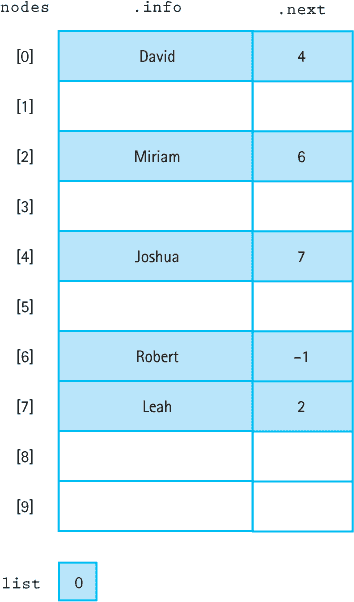 nodes .info .next
[0] David 4
[1]
[2] Miriam 6
[3]
[4] Joshua 7
[5]
[6] Robert –1
[7] Leah 2
[8]
[9]
list 0